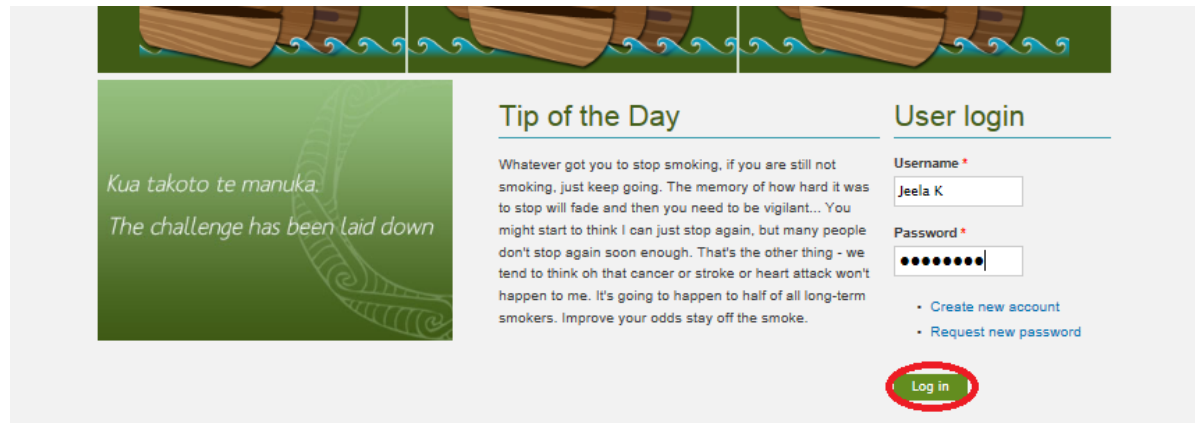 Kua takoto te manuka.
The challenge has been laid down
Tip of the Day
Whatever got you to stop smoking, if you are still not
smoking, just keep going. The memory of how hard it was
to stop will fade and then you need to be vigilant... You
might start to think I can just stop again, but many people
don't stop again soon enough. That's the other thing - we
tend to think oh that cancer or stroke or heart attack won't
happen to me. It's going to happen to half of all long-term
smokers. Improve your odds stay off the smoke.
User login
Username *
Jeela K
Password *
●●●●●●●●
• Create new account
• Request new password
Log in